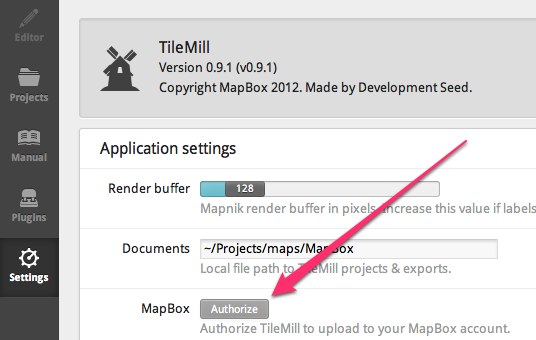 Editor
Projects
Manual
Plugins
Settings
TileMill
Version 0.9.1 (v0.9.1)
Copyright MapBox 2012. Made by Development Seed.
Application settings
Render buffer 128
Mapnik render buffer in pixels. Increase this value if labels
Documents ~/Projects/maps/MapBox
Local file path to TileMill projects & exports.
MapBox Authorize
Authorize TileMill to upload to your MapBox account.